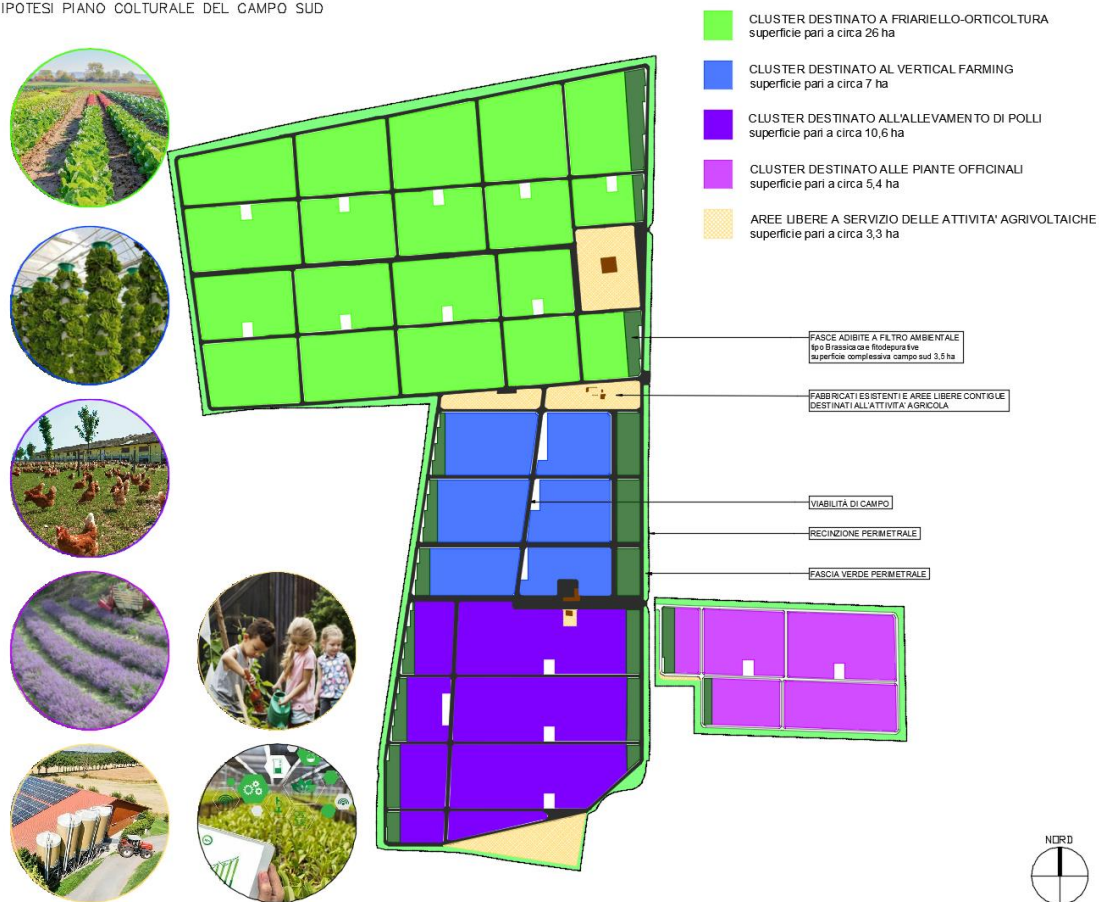 IPOTESI PIANO COLTURALE DEL CAMPO SUD
CLUSTER DESTINATO A FRIARIELLO-ORTICOLTURA
superficie pari a circa 26 ha
CLUSTER DESTINATO AL VERTICAL FARMING
superficie pari a circa 7 ha
CLUSTER DESTINATO ALL'ALLEVAMENTO DI POLLI
superficie pari a circa 10,6 ha
CLUSTER DESTINATO ALLE PIANTE OFFICINALI
superficie pari a circa 5,4 ha
AREE LIBERE A SERVIZIO DELLE ATTIVITA' AGRIVOLTAICHE
superficie pari a circa 3,3 ha
FASCE ADIBITE A FILTRO AMBIENTALE
tipo Brassicacae fitodepurative
superficie complessiva campo sud 3,5 ha
FABBRICATI ESISTENTI E AREE LIBERE CONTIGUE
DESTINATI ALL'ATTIVITA' AGRICOLA
VIABILITÀ DI CAMPO
RECINZIONE PERIMETRALE
FASCIA VERDE PERIMETRALE
NORD